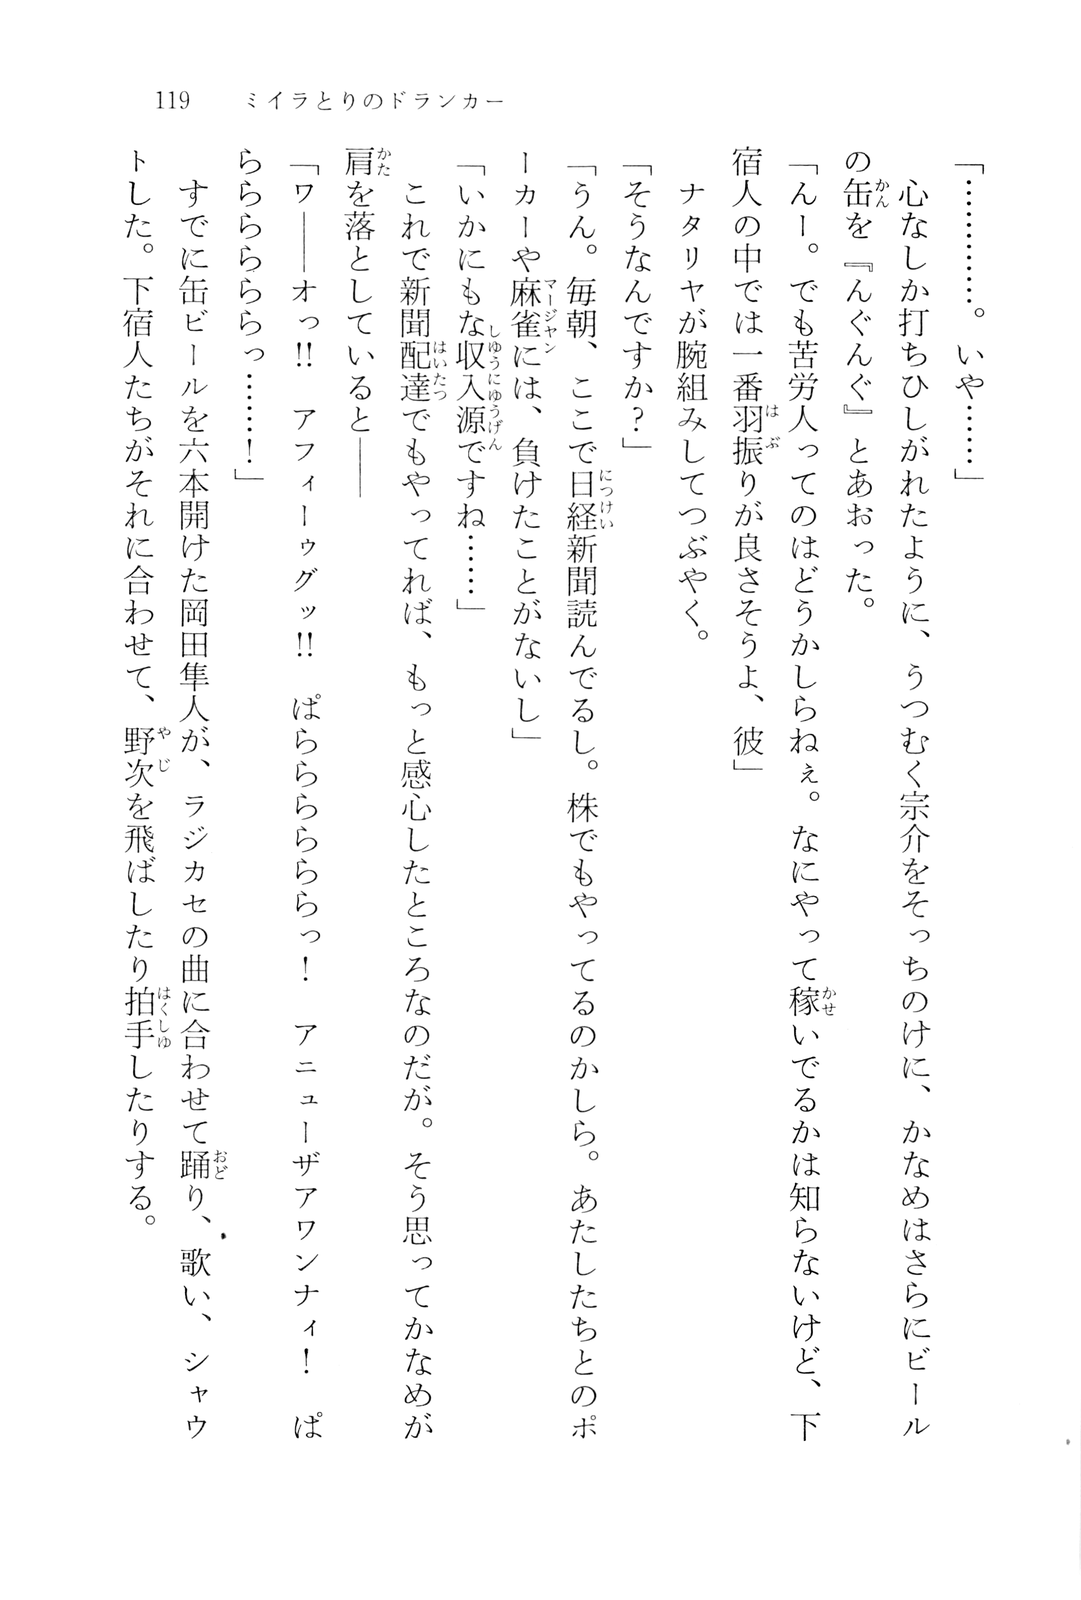 119　ミイラとりのドランカー
「…………。いや……」
　心なしか打ちひしがれたように、うつむく宗介をそっちのけに、かなめはさらにビール
の缶を『んぐんぐ』とあおった。
「んー。でも苦労人ってのはどうかしらねぇ。なにやって稼いでるかは知らないけど、下
宿人の中では一番羽振りが良さそうよ、彼」
　ナタリヤが腕組みしてつぶやく。
「そうなんですか？」
「うん。毎朝、ここで日経新聞読んでるし。株でもやってるのかしら。あたしたちとのポ
ーカーや麻雀には、負けたことがないし」
「いかにもな収入源ですね……」
　これで新聞配達でもやってれば、もっと感心したところなのだが。そう思ってかなめが
肩を落としていると――
「ワ――オっ!!　アフィーゥグッ!!　ぱらららららっ！　アニューザアワンナィ！　ぱ
らららららっ……！」
　すでに缶ビールを六本開けた岡田隼人が、ラジカセの曲に合わせて踊り、歌い、シャウ
トした。下宿人たちがそれに合わせて、野次を飛ばしたり拍手したりする。